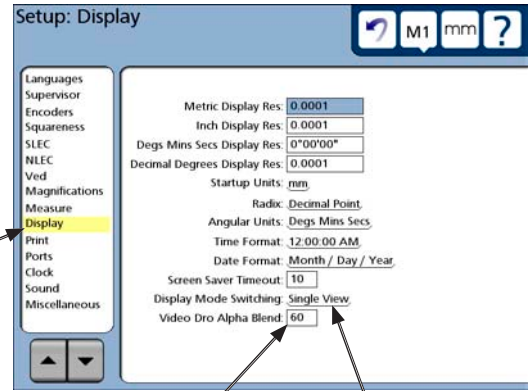 Setup: Display
M1 mm ?
Languages
Supervisor
Encoders
Squareness
SLEC
NLEC
Ved
Magnifications
Measure
Display
Print
Ports
Clock
Sound
Miscellaneous
Metric Display Res: 0.0001
Inch Display Res: 0.0001
Degs Mins Secs Display Res: 0°00'00"
Decimal Degrees Display Res: 0.0001
Startup Units: mm
Radix: Decimal Point
Angular Units: Degs Mins Secs
Time Format: 12:00:00 AM
Date Format: Month / Day / Year
Screen Saver Timeout: 10
Display Mode Switching: Single View
Video Dro Alpha Blend: 60